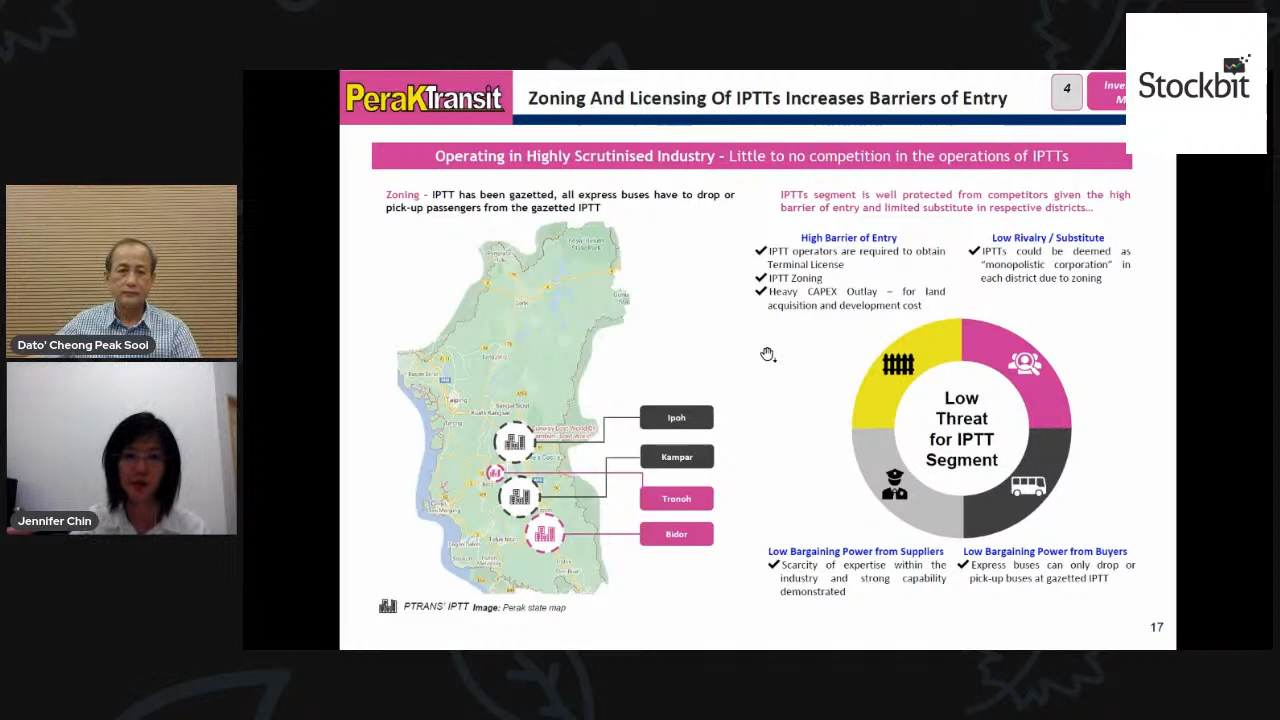 Stockbit
PeraKTransit
Zoning And Licensing Of IPTTs Increases Barriers of Entry
4
Operating in Highly Scrutinised Industry - Little to no competition in the operations of IPTTs
Zoning - IPTT has been gazetted, all express buses have to drop or
pick-up passengers from the gazetted IPTT
Ipoh
Kampar
Tronoh
Bidor
Taiping
Kuala Kangsar
PTRANS' IPTT Image: Perak state map
IPTTs segment is well protected from competitors given the high
barrier of entry and limited substitute in respective districts...
High Barrier of Entry
IPTT operators are required to obtain
Terminal License
IPTT Zoning
Heavy CAPEX Outlay – for land
acquisition and development cost
Low Rivalry / Substitute
IPTTs could be deemed as
"monopolistic corporation" in
each district due to zoning
Low
Threat
for IPTT
Segment
Low Bargaining Power from Suppliers
Scarcity of expertise within the
industry and strong capability
demonstrated
Low Bargaining Power from Buyers
Express buses can only drop or
pick-up buses at gazetted IPTT
17
Dato' Cheong Peak Sooi
Jennifer Chin